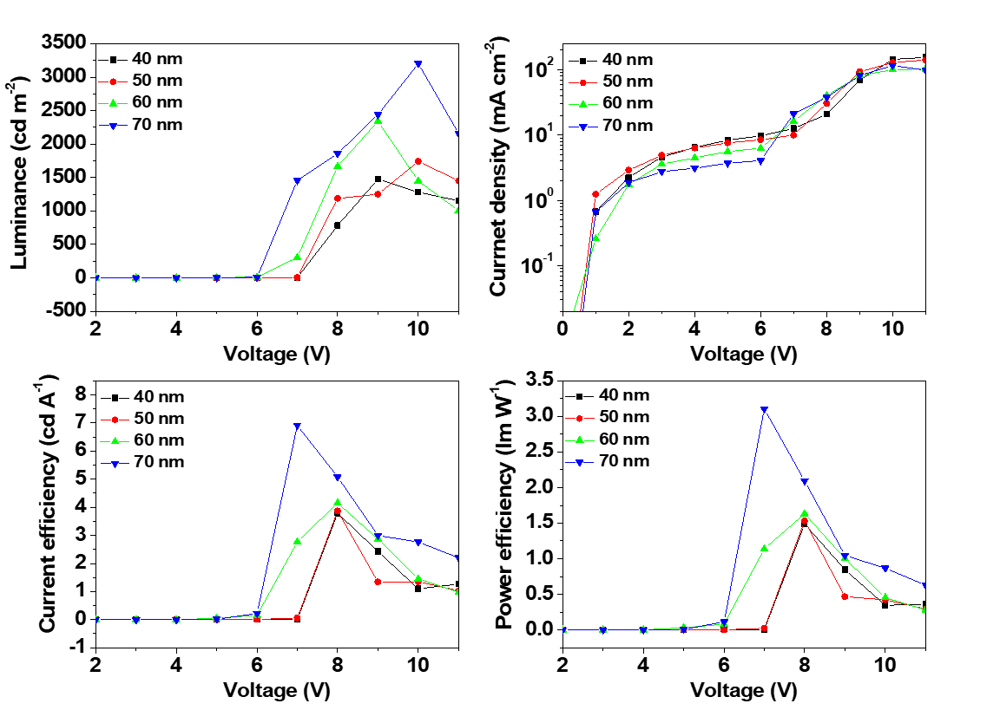 3500
3000
2500
2000
1500
1000
500
0
-500
2 4 6 8 10
Luminance (cd m-2)
Voltage (V)
40 nm
50 nm
60 nm
70 nm
10^2
10^1
10^0
10^-1
0 2 4 6 8 10
Currnet density (mA cm-2)
Voltage (V)
40 nm
50 nm
60 nm
70 nm
8
7
6
5
4
3
2
1
0
-1
2 4 6 8 10
Current efficiency (cd A-1)
Voltage (V)
40 nm
50 nm
60 nm
70 nm
3.5
3.0
2.5
2.0
1.5
1.0
0.5
0.0
2 4 6 8 10
Power efficiency (lm W-1)
Voltage (V)
40 nm
50 nm
60 nm
70 nm